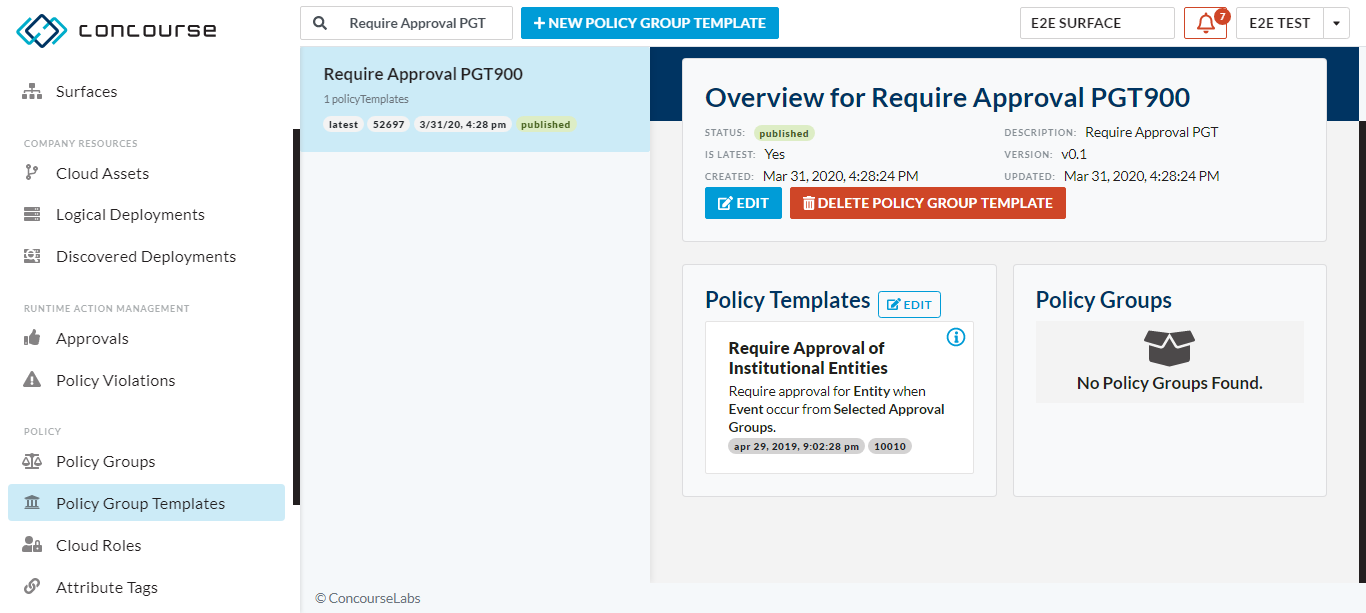 concourse
Require Approval PGT
NEW POLICY GROUP TEMPLATE
E2E SURFACE
7
E2E TEST
Surfaces
COMPANY RESOURCES
Cloud Assets
Logical Deployments
Discovered Deployments
RUNTIME ACTION MANAGEMENT
Approvals
Policy Violations
POLICY
Policy Groups
Policy Group Templates
Cloud Roles
Attribute Tags
Require Approval PGT900
1 policyTemplates
latest 52697 3/31/20, 4:28 pm published
Overview for Require Approval PGT900
STATUS: published
DESCRIPTION: Require Approval PGT
IS LATEST: Yes
VERSION: v0.1
CREATED: Mar 31, 2020, 4:28:24 PM
UPDATED: Mar 31, 2020, 4:28:24 PM
EDIT
DELETE POLICY GROUP TEMPLATE
Policy Templates
EDIT
Require Approval of
Institutional Entities
Require approval for Entity when
Event occur from Selected Approval
Groups.
apr 29, 2019, 9:02:28 pm 10010
Policy Groups
No Policy Groups Found.
© ConcourseLabs